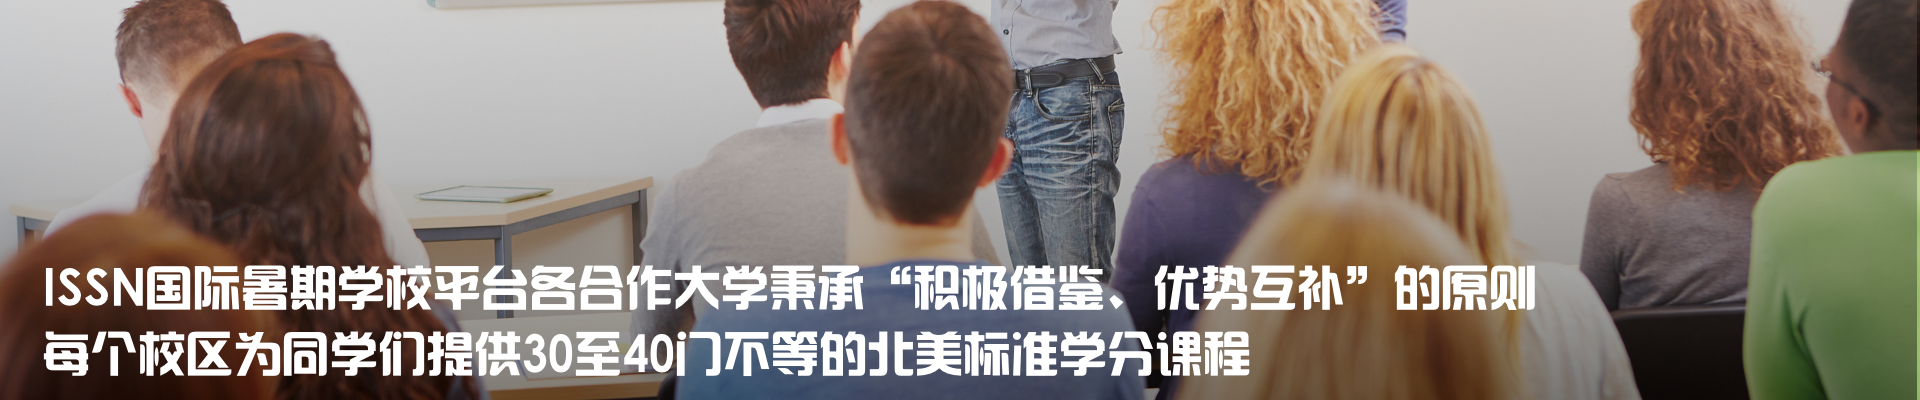 ISSN国际暑期学校平台各合作大学秉承“积极借鉴、优势互补”的原则
每个校区为同学们提供30至40门不等的北美标准学分课程